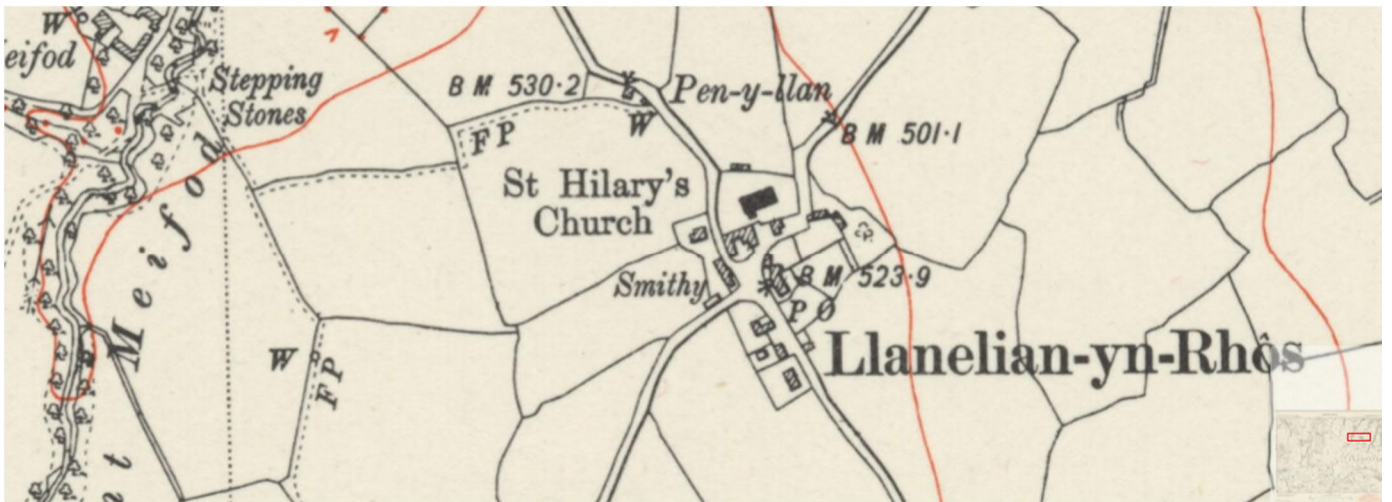 W
eifod
Stepping
Stones
B M 530·2
Pen-y-llan
W
F P
B M 501·1
St Hilary's
Church
Meifod
Smithy
B M 523·9
P O
Llanelian-yn-Rhôs
W
F P